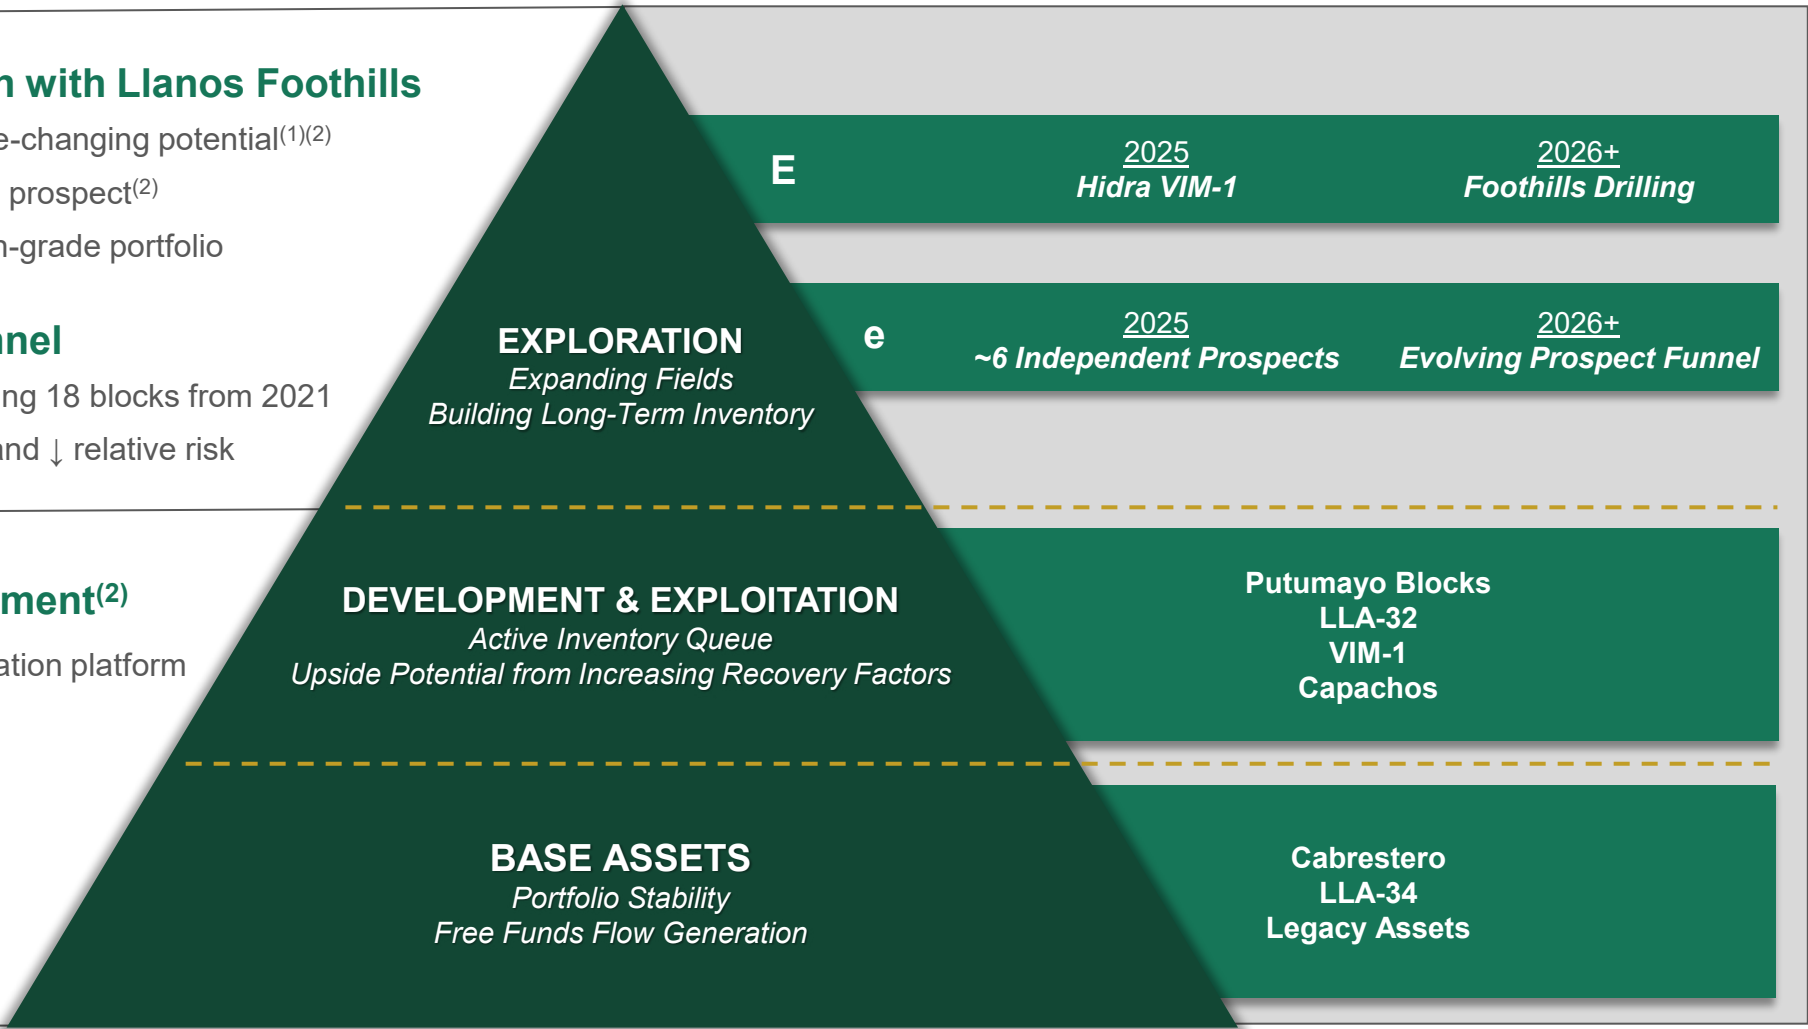 with Llanos Foothills
e-changing potential(1)(2)
prospect(2)
-grade portfolio
nnel
ng 18 blocks from 2021
and ↓ relative risk
ment(2)
ation platform
EXPLORATION
Expanding Fields
Building Long-Term Inventory
DEVELOPMENT & EXPLOITATION
Active Inventory Queue
Upside Potential from Increasing Recovery Factors
BASE ASSETS
Portfolio Stability
Free Funds Flow Generation
E
2025
Hidra VIM-1
2026+
Foothills Drilling
e
2025
~6 Independent Prospects
2026+
Evolving Prospect Funnel
Putumayo Blocks
LLA-32
VIM-1
Capachos
Cabrestero
LLA-34
Legacy Assets